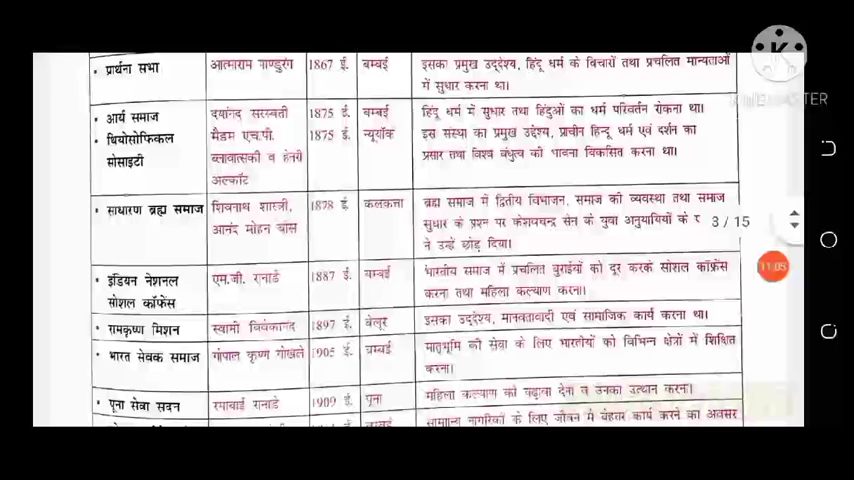 • प्रार्थना सभा आत्माराम पाण्डुरंग 1867 ई. बम्बई इसका प्रमुख उद्देश्य, हिंदू धर्म के विचारों तथा प्रचलित मान्यताओं
में सुधार करना था।
• आर्य समाज दयानंद सरस्वती 1875 ई. बम्बई हिंदू धर्म में सुधार तथा हिंदुओं का धर्म परिवर्तन रोकना था।
• थियोसोफिकल मैडम एच.पी. 1875 ई. न्यूयॉर्क इस संस्था का प्रमुख उद्देश्य, प्राचीन हिन्दू धर्म एवं दर्शन का
सोसाइटी ब्लावात्सकी व हेनरी प्रसार तथा विश्व बंधुत्व की भावना विकसित करना था।
अल्कॉट
• साधारण ब्रह्म समाज शिवनाथ शास्त्री, 1878 ई. कलकत्ता ब्रह्म समाज में द्वितीय विभाजन, समाज की व्यवस्था तथा समाज
आनंद मोहन बोस सुधार के प्रश्न पर केशवचन्द्र सेन के युवा अनुयायियों के
ने उन्हें छोड़ दिया।
3 / 15
11:05
• इंडियन नेशनल एम.जी. रानाडे 1887 ई. बम्बई भारतीय समाज में प्रचलित बुराईयों को दूर करके सोशल कॉफ्रेंस
सोशल कॉफ्रेंस करना तथा महिला कल्याण करना।
• रामकृष्ण मिशन स्वामी विवेकानंद 1897 ई. बेलूर इसका उद्देश्य, मानवतावादी एवं सामाजिक कार्य करना था।
• भारत सेवक समाज गोपाल कृष्ण गोखले 1905 ई. बम्बई मातृभूमि की सेवा के लिए भारतीयों को विभिन्न क्षेत्रों में शिक्षित
करना।
• पूना सेवा सदन रमाबाई रानाडे 1909 ई. पूना महिला कल्याण को बढ़ावा देना व उनका उत्थान करना।
बम्बई सामान्य नागरिकों के लिए जीवन में बेहतर कार्य करने का अवसर
KINEMASTER